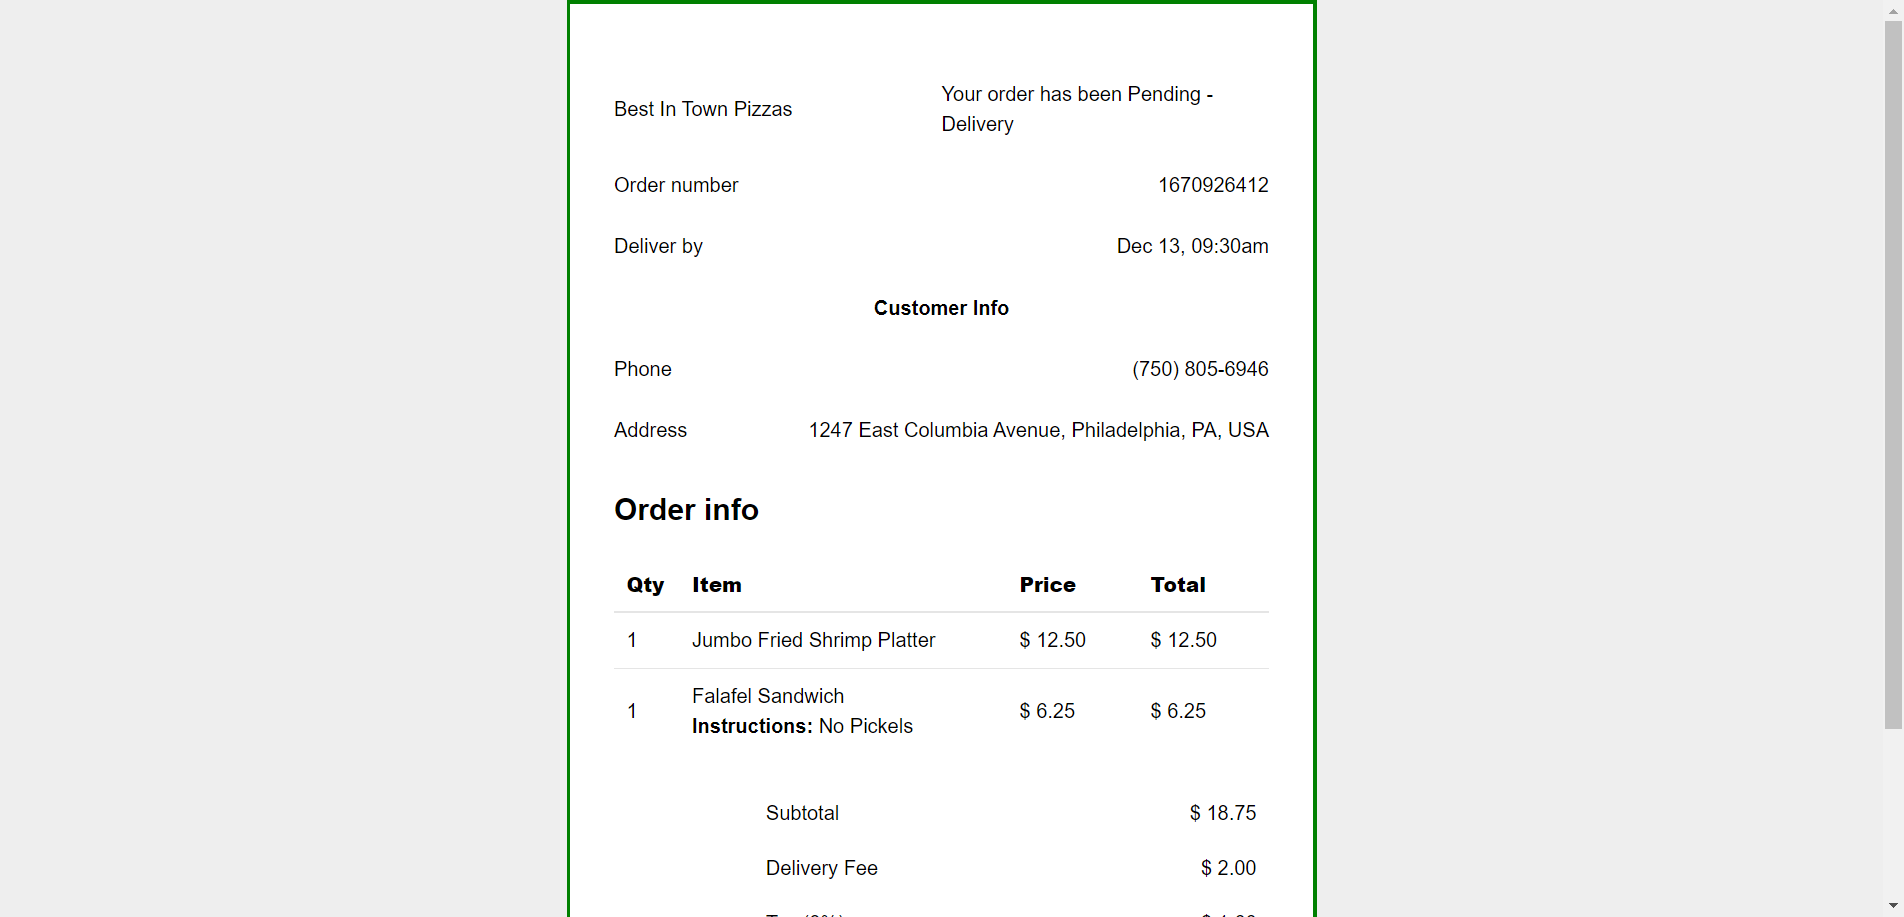 Best In Town Pizzas
Your order has been Pending -
Delivery
Order number 1670926412
Deliver by Dec 13, 09:30am
Customer Info
Phone (750) 805-6946
Address 1247 East Columbia Avenue, Philadelphia, PA, USA
Order info
Qty Item Price Total
1 Jumbo Fried Shrimp Platter $ 12.50 $ 12.50
1 Falafel Sandwich $ 6.25 $ 6.25
Instructions: No Pickels
Subtotal $ 18.75
Delivery Fee $ 2.00